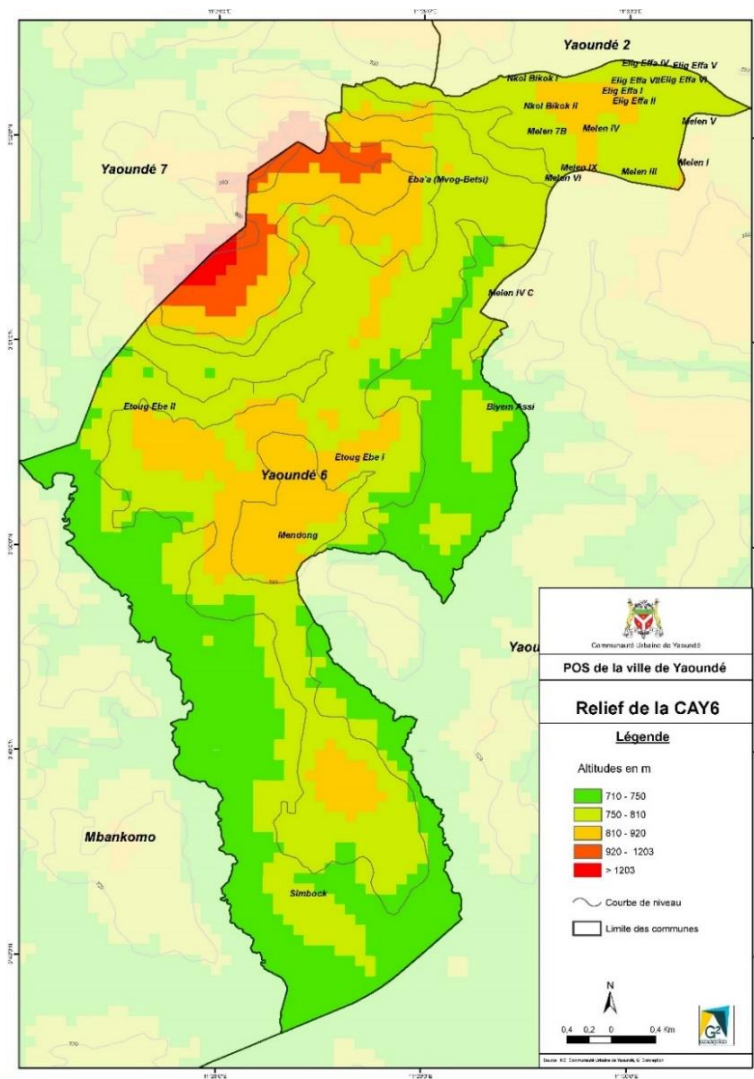 Yaoundé 2
Elig Effa IV
Elig Effa V
Nkol Bikok I
Elig Effa VII
Elig Effa VI
Elig Effa I
Nkol Bikok II
Elig Effa II
Melen V
Melen 7B
Melen IV
Yaoundé 7
Melen IX
Melen III
Melen I
Eba'a (Mvog-Betsi)
Melen VI
Melen IV C
Etoug-Ebe II
Biyem Assi
Etoug Ebe I
Yaoundé 6
Mendong
Yaou
Mbankomo
Simbock
Communauté Urbaine de Yaoundé
POS de la ville de Yaoundé
Relief de la CAY6
Légende
Altitudes en m
710 - 750
750 - 810
810 - 920
920 - 1203
> 1203
Courbe de niveau
Limite des communes
N
0,4 0,2 0 0,4 Km
G2